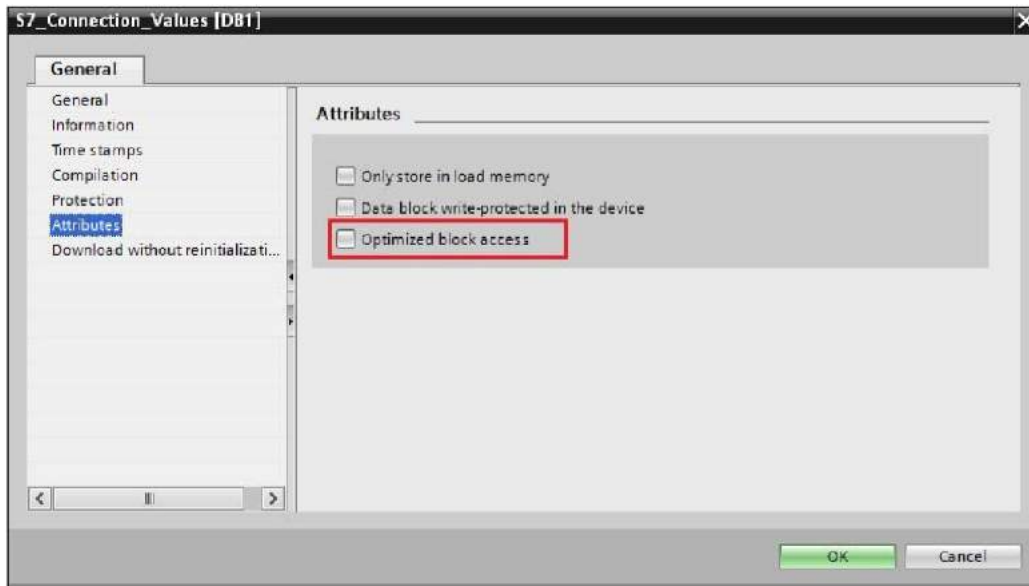 S7_Connection_Values [DB1]
General
General
Information
Time stamps
Compilation
Protection
Attributes
Download without reinitializati...
Attributes
Only store in load memory
Data block write-protected in the device
Optimized block access
OK
Cancel